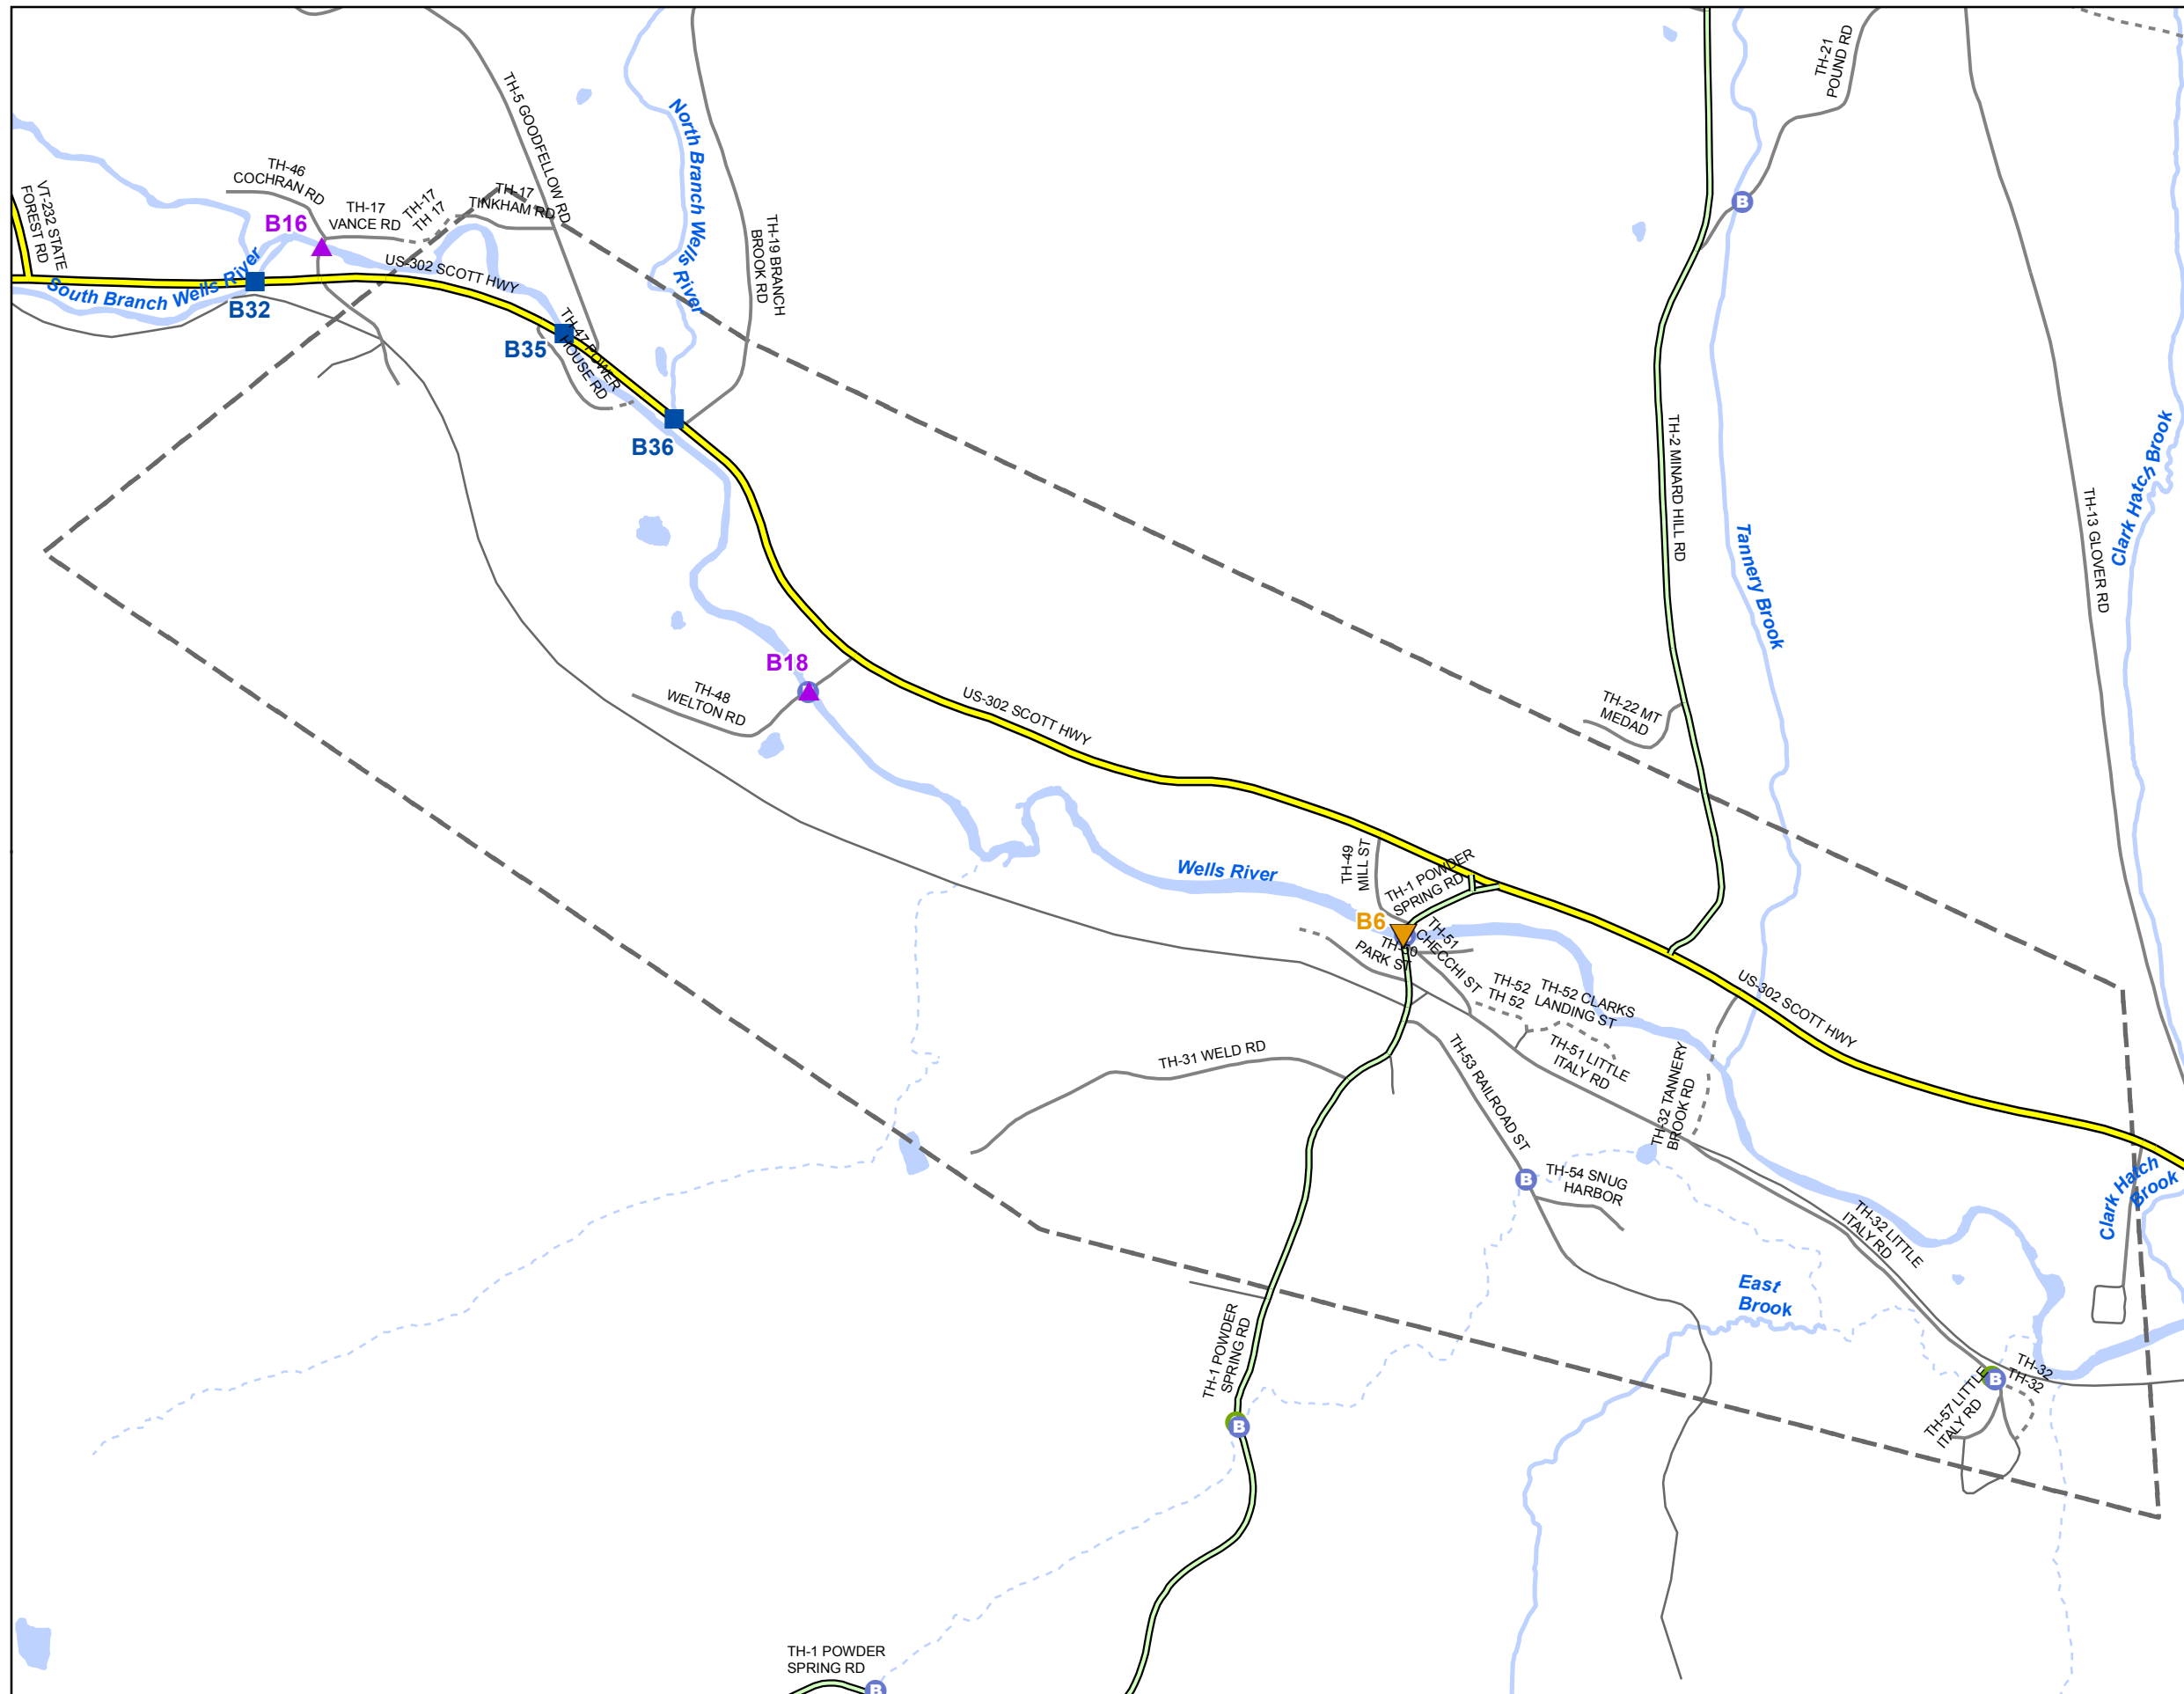 TH-21
POUND RD
TH-5 GOODFELLOW RD
North Branch Wells River
TH-46
COCHRAN RD
VT-232 STATE
FOREST RD
B16
TH-17
VANCE RD
TH-17
TH 17
TH-17
TINKHAM RD
TH-19 BRANCH
BROOK RD
B
US-302 SCOTT HWY
South Branch Wells River
B32
B35
TH-47 POWER
HOUSE RD
B36
TH-2 MINARD HILL RD
Clark Hatch Brook
TH-13 GLOVER RD
Tannery Brook
B18
TH-48
WELTON RD
US-302 SCOTT HWY
TH-22 MT
MEDAD
Wells River
TH-49
MILL ST
TH-1 POWDER
SPRING RD
B6
TH-50
PARK ST
TH-51
CHECCHI ST
TH-52
TH 52
TH-52 CLARKS
LANDING ST
US-302 SCOTT HWY
TH-31 WELD RD
TH-53 RAILROAD ST
TH-51 LITTLE
ITALY RD
TH-32 TANNERY
BROOK RD
B
TH-54 SNUG
HARBOR
Clark Hatch
Brook
TH-32 LITTLE
ITALY RD
East
Brook
TH-1 POWDER
SPRING RD
B
TH-32
TH-32
B
TH-57 LITTLE
ITALY RD
TH-1 POWDER
SPRING RD
B